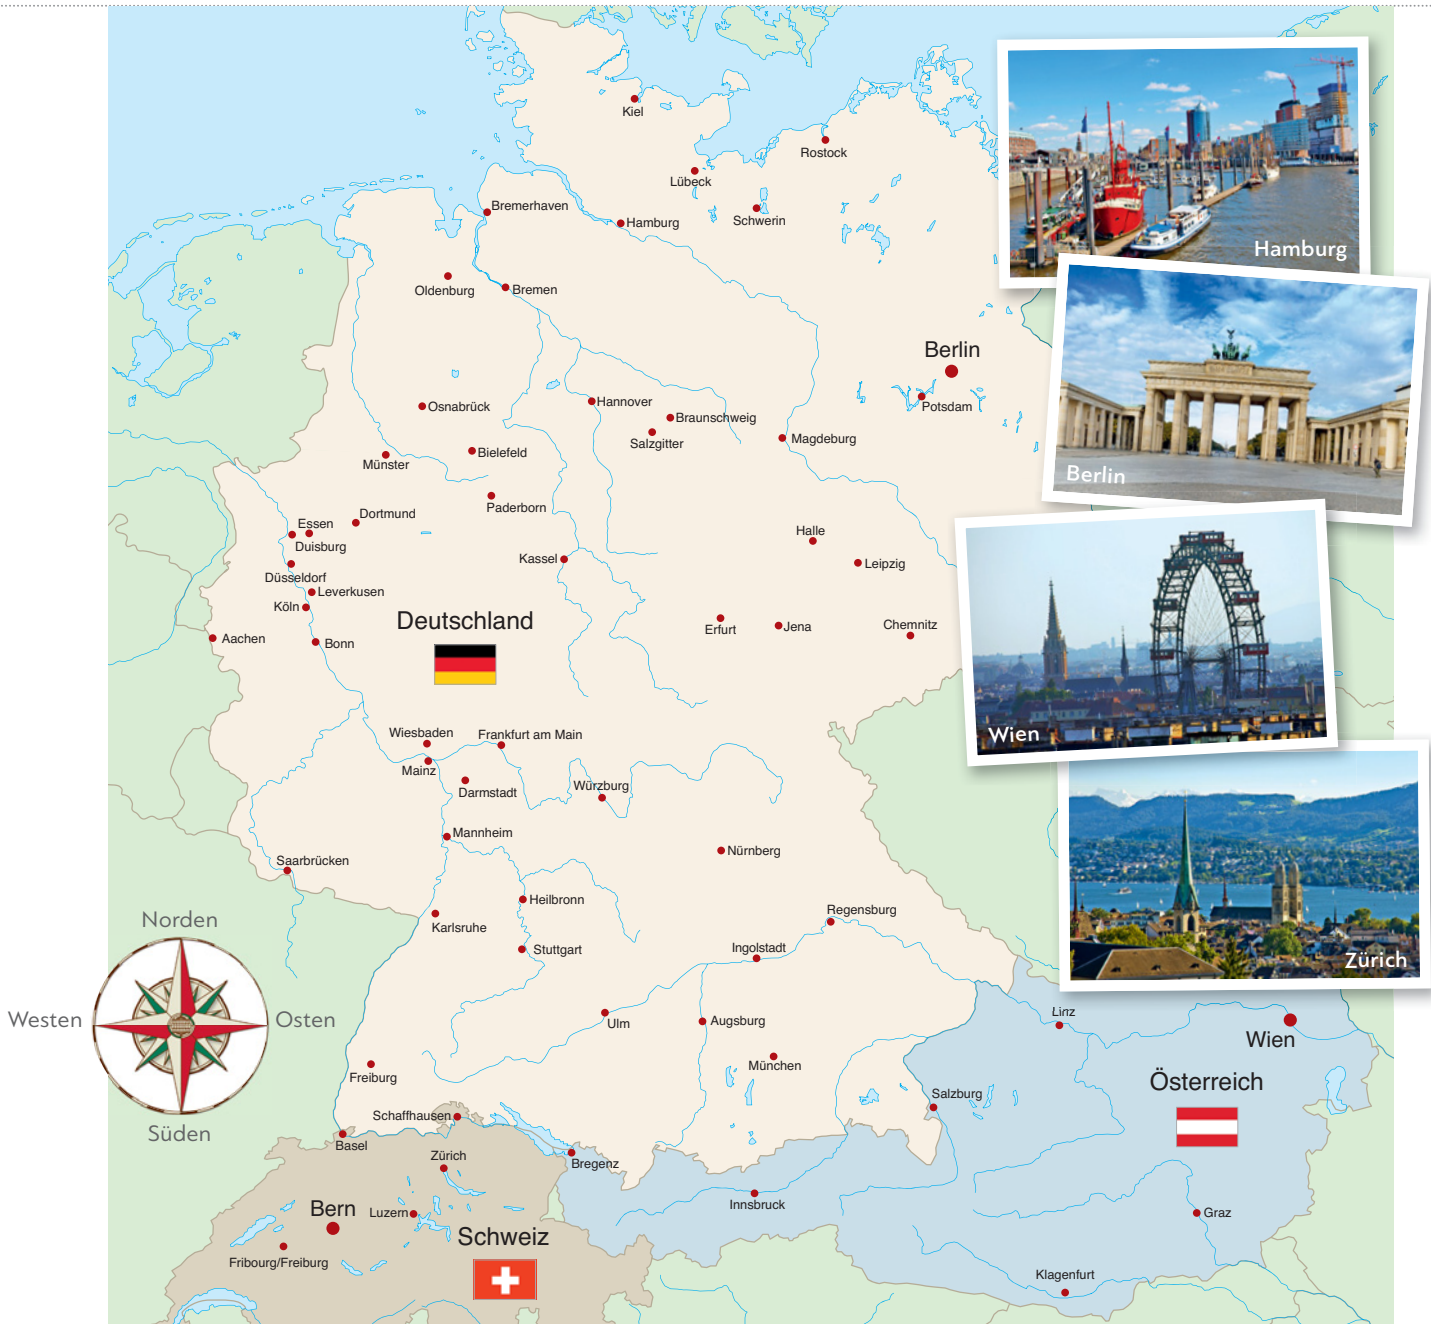 Kiel
Rostock
Lübeck
Schwerin
Bremerhaven
Hamburg
Hamburg
Oldenburg
Bremen
Berlin
Potsdam
Berlin
Osnabrück
Hannover
Braunschweig
Salzgitter
Magdeburg
Münster
Bielefeld
Paderborn
Essen
Dortmund
Duisburg
Düsseldorf
Leverkusen
Köln
Kassel
Halle
Leipzig
Deutschland
Aachen
Bonn
Erfurt
Jena
Chemnitz
Wien
Wiesbaden
Frankfurt am Main
Mainz
Darmstadt
Würzburg
Mannheim
Nürnberg
Saarbrücken
Heilbronn
Karlsruhe
Regensburg
Stuttgart
Ingolstadt
Zürich
Norden
Westen
Osten
Süden
Ulm
Augsburg
Linz
Wien
München
Freiburg
Österreich
Salzburg
Schaffhausen
Basel
Zürich
Bregenz
Bern
Luzern
Innsbruck
Graz
Schweiz
Fribourg/Freiburg
Klagenfurt